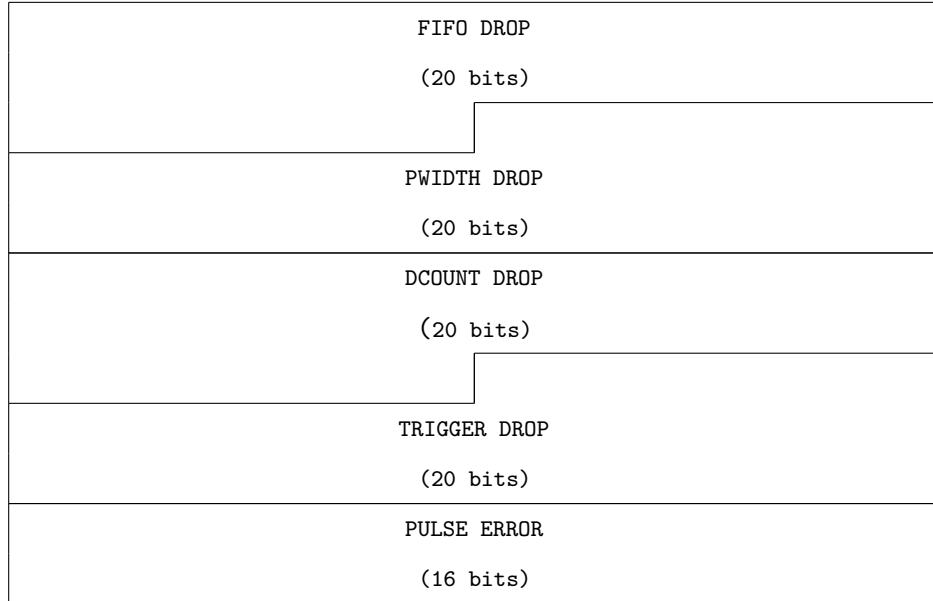 FIFO DROP
(20 bits)
PWIDTH DROP
(20 bits)
DCOUNT DROP
(20 bits)
TRIGGER DROP
(20 bits)
PULSE ERROR
(16 bits)